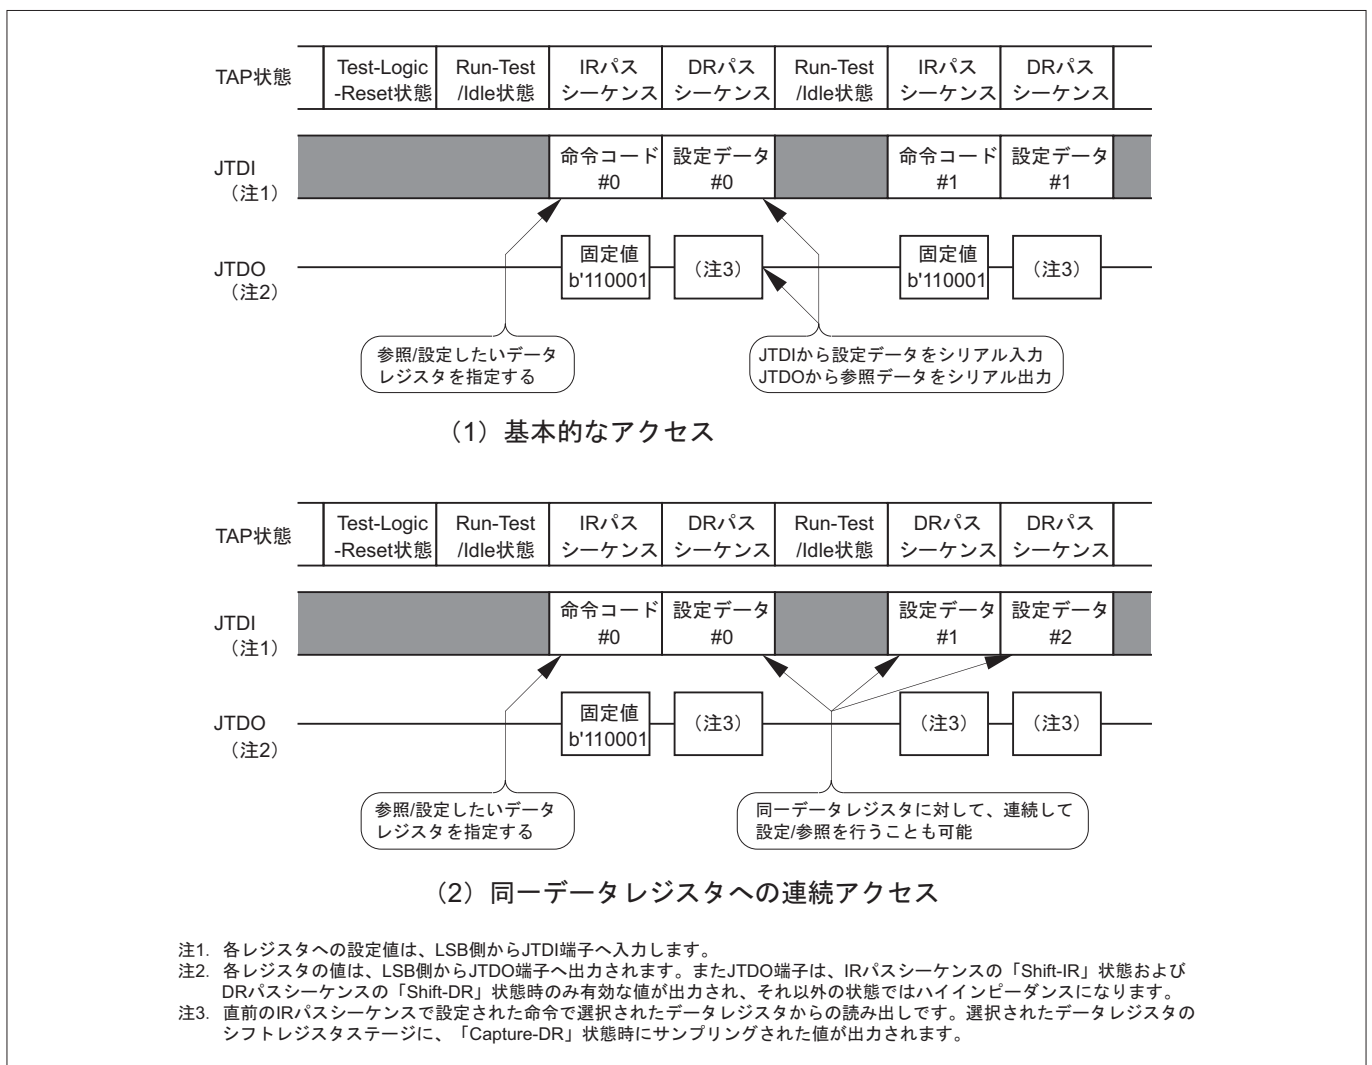 TAP状態
Test-Logic
-Reset状態
Run-Test
/Idle状態
IRパス
シーケンス
DRパス
シーケンス
Run-Test
/Idle状態
IRパス
シーケンス
DRパス
シーケンス
JTDI
（注1）
命令コード
#0
設定データ
#0
命令コード
#1
設定データ
#1
JTDO
（注2）
固定値
b'110001
（注3）
固定値
b'110001
（注3）
参照/設定したいデータ
レジスタを指定する
JTDIから設定データをシリアル入力
JTDOから参照データをシリアル出力
（1）基本的なアクセス
TAP状態
Test-Logic
-Reset状態
Run-Test
/Idle状態
IRパス
シーケンス
DRパス
シーケンス
Run-Test
/Idle状態
DRパス
シーケンス
DRパス
シーケンス
JTDI
（注1）
命令コード
#0
設定データ
#0
設定データ
#1
設定データ
#2
JTDO
（注2）
固定値
b'110001
（注3）
（注3）
（注3）
参照/設定したいデータ
レジスタを指定する
同一データレジスタに対して、連続して
設定/参照を行うことも可能
（2）同一データレジスタへの連続アクセス
注1. 各レジスタへの設定値は、LSB側からJTDI端子へ入力します。
注2. 各レジスタの値は、LSB側からJTDO端子へ出力されます。またJTDO端子は、IRパスシーケンスの「Shift-IR」状態および
DRパスシーケンスの「Shift-DR」状態時のみ有効な値が出力され、それ以外の状態ではハイインピーダンスになります。
注3. 直前のIRパスシーケンスで設定された命令で選択されたデータレジスタからの読み出しです。選択されたデータレジスタの
シフトレジスタステージに、「Capture-DR」状態時にサンプリングされた値が出力されます。